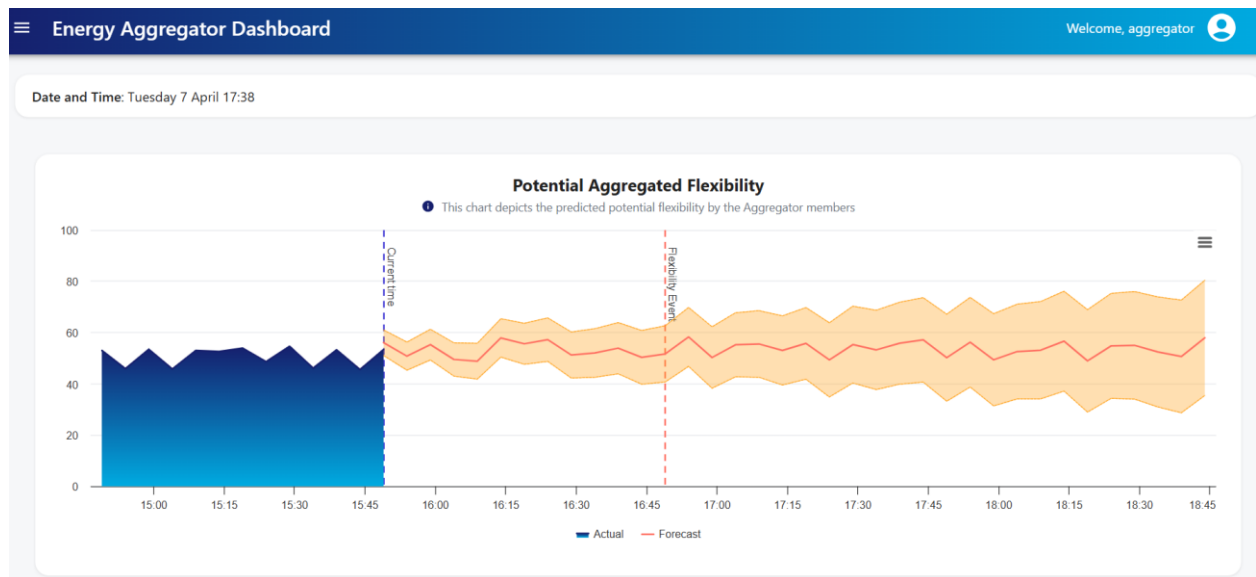 Energy Aggregator Dashboard
Welcome, aggregator
Date and Time: Tuesday 7 April 17:38
Potential Aggregated Flexibility
This chart depicts the predicted potential flexibility by the Aggregator members
100
80
60
40
20
0
Current time
Flexibility Event
15:00 15:15 15:30 15:45 16:00 16:15 16:30 16:45 17:00 17:15 17:30 17:45 18:00 18:15 18:30 18:45
Actual Forecast